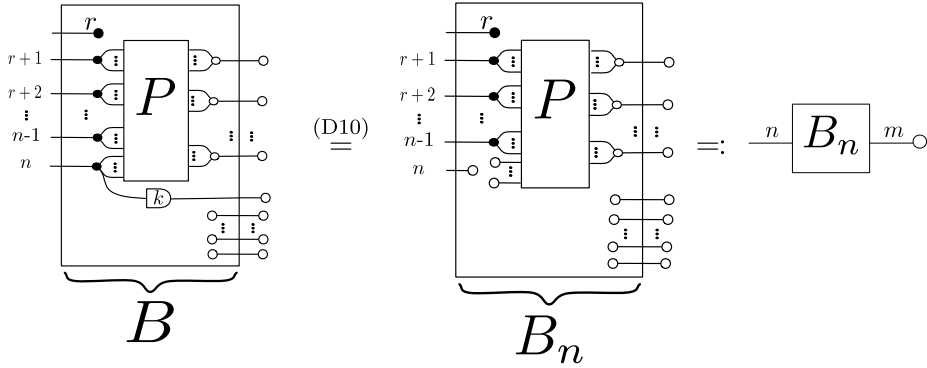 r
r + 1
r + 2
n-1
n
P
k
B
(D10)
=
r
r + 1
r + 2
n-1
n
P
B_n
=:
n
B_n
m